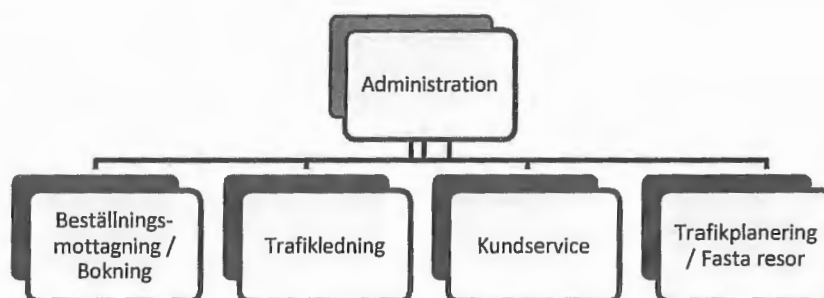 Administration
Beställnings-
mottagning /
Bokning
Trafikledning
Kundservice
Trafikplanering
/ Fasta resor